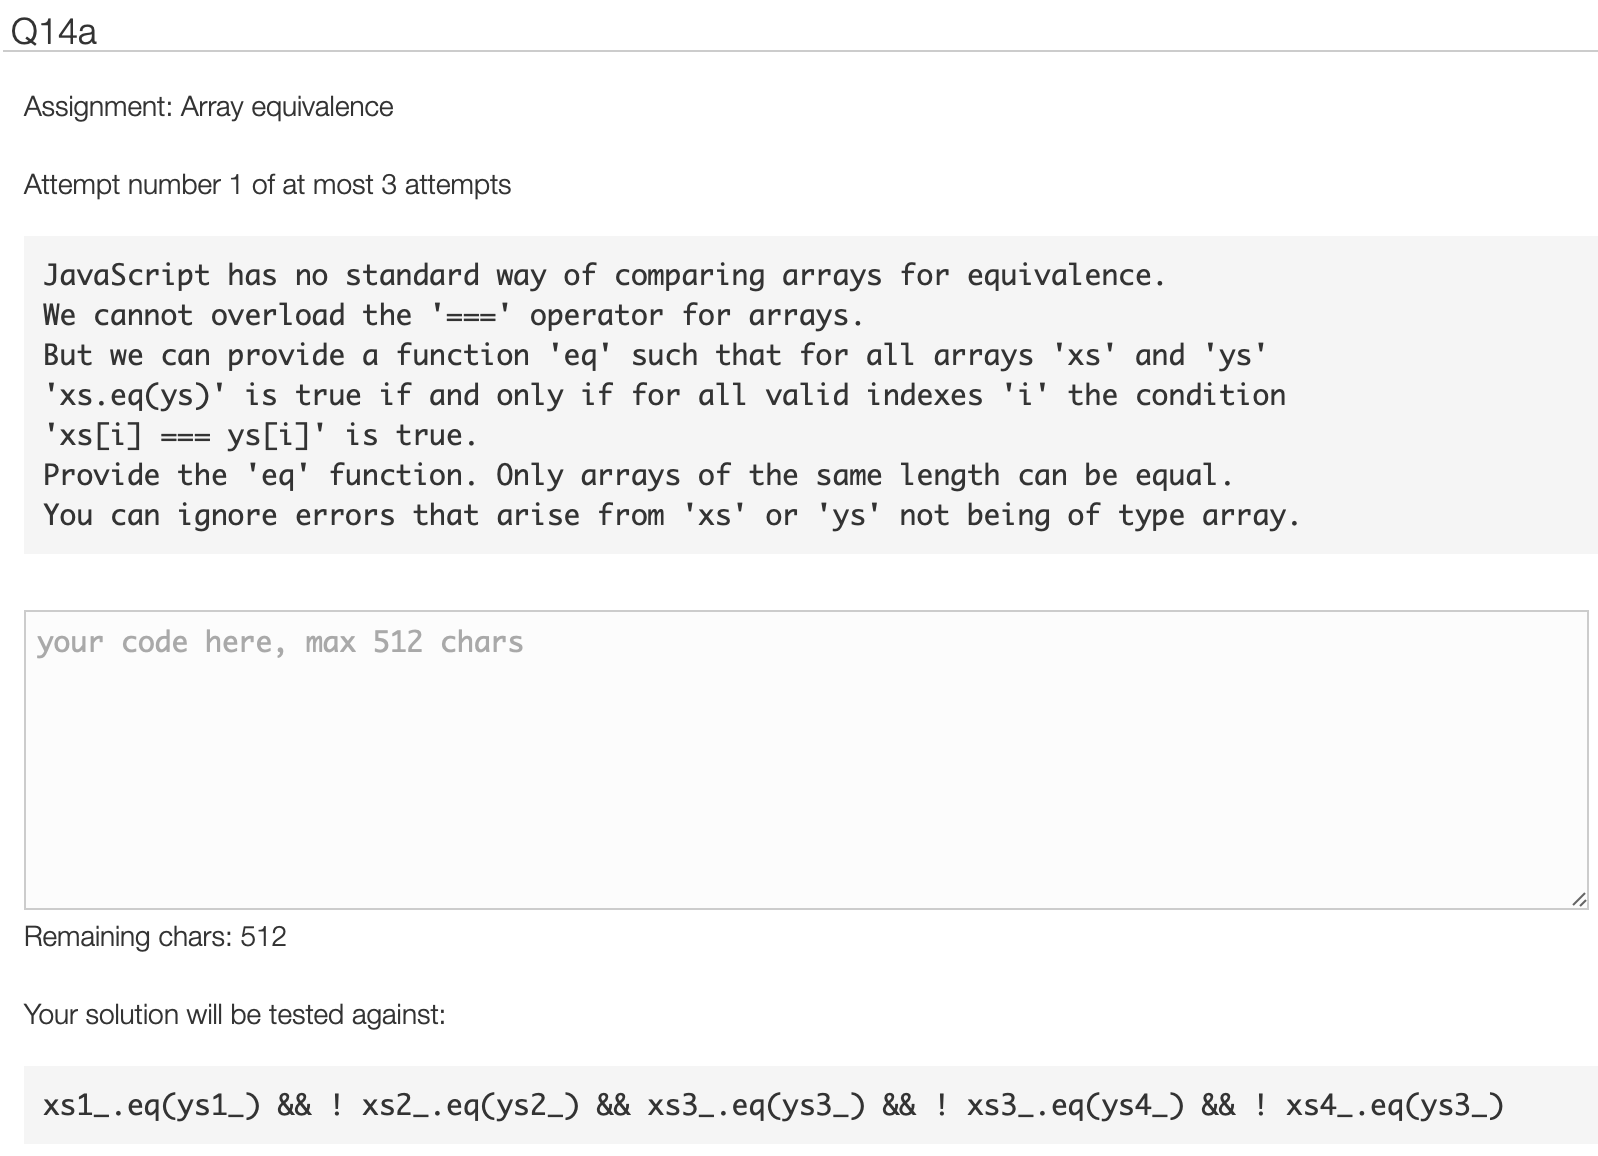 Q14a
Assignment: Array equivalence
Attempt number 1 of at most 3 attempts
JavaScript has no standard way of comparing arrays for equivalence.
We cannot overload the '===' operator for arrays.
But we can provide a function 'eq' such that for all arrays 'xs' and 'ys'
'xs.eq(ys)' is true if and only if for all valid indexes 'i' the condition
'xs[i] === ys[i]' is true.
Provide the 'eq' function. Only arrays of the same length can be equal.
You can ignore errors that arise from 'xs' or 'ys' not being of type array.
your code here, max 512 chars
Remaining chars: 512
Your solution will be tested against:
xs1_.eq(ys1_) && ! xs2_.eq(ys2_) && xs3_.eq(ys3_) && ! xs3_.eq(ys4_) && ! xs4_.eq(ys3_)